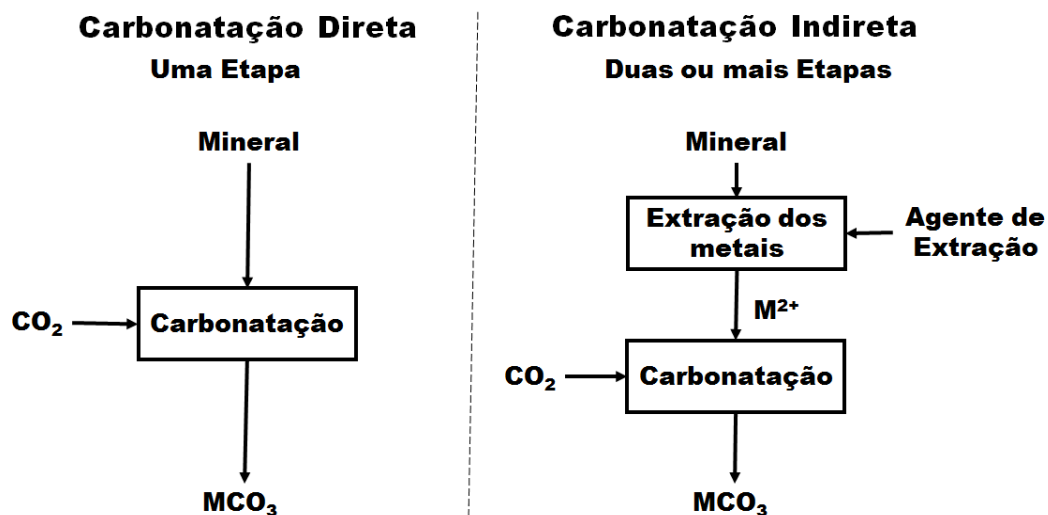 Carbonatação Direta
Uma Etapa
Mineral
CO₂
Carbonatação
MCO₃
Carbonatação Indireta
Duas ou mais Etapas
Mineral
Extração dos
metais
Agente de
Extração
M²⁺
CO₂
Carbonatação
MCO₃